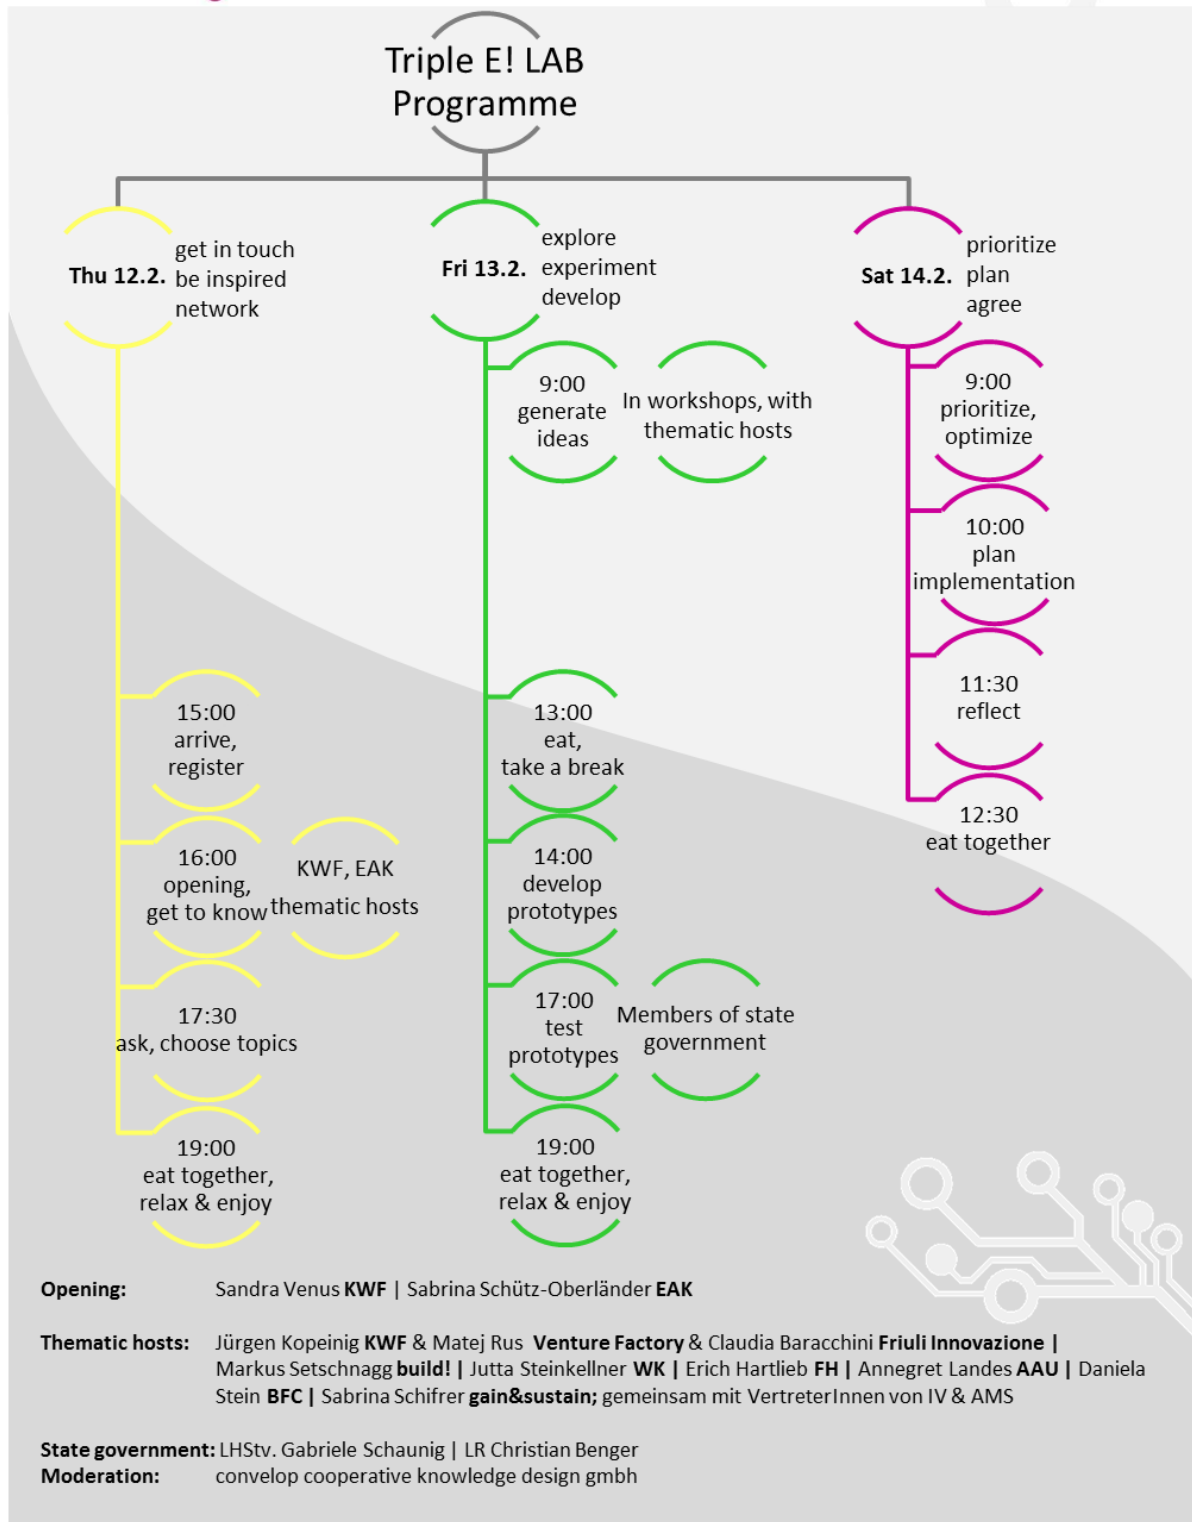 Triple E! LAB
Programme
Thu 12.2.
get in touch
be inspired
network
15:00
arrive,
register
16:00
opening,
get to know
KWF, EAK
thematic hosts
17:30
ask, choose topics
19:00
eat together,
relax & enjoy
Fri 13.2.
explore
experiment
develop
9:00
generate
ideas
In workshops, with
thematic hosts
13:00
eat,
take a break
14:00
develop
prototypes
17:00
test
prototypes
Members of state
government
19:00
eat together,
relax & enjoy
Sat 14.2.
prioritize
plan
agree
9:00
prioritize,
optimize
10:00
plan
implementation
11:30
reflect
12:30
eat together
Opening: Sandra Venus KWF | Sabrina Schütz-Oberländer EAK
Thematic hosts: Jürgen Kopeinig KWF & Matej Rus Venture Factory & Claudia Baracchini Friuli Innovazione |
Markus Setschnagg build! | Jutta Steinkellner WK | Erich Hartlieb FH | Annegret Landes AAU | Daniela
Stein BFC | Sabrina Schifrer gain&sustain; gemeinsam mit VertreterInnen von IV & AMS
State government: LHStv. Gabriele Schaunig | LR Christian Benger
Moderation: convelop cooperative knowledge design gmbh